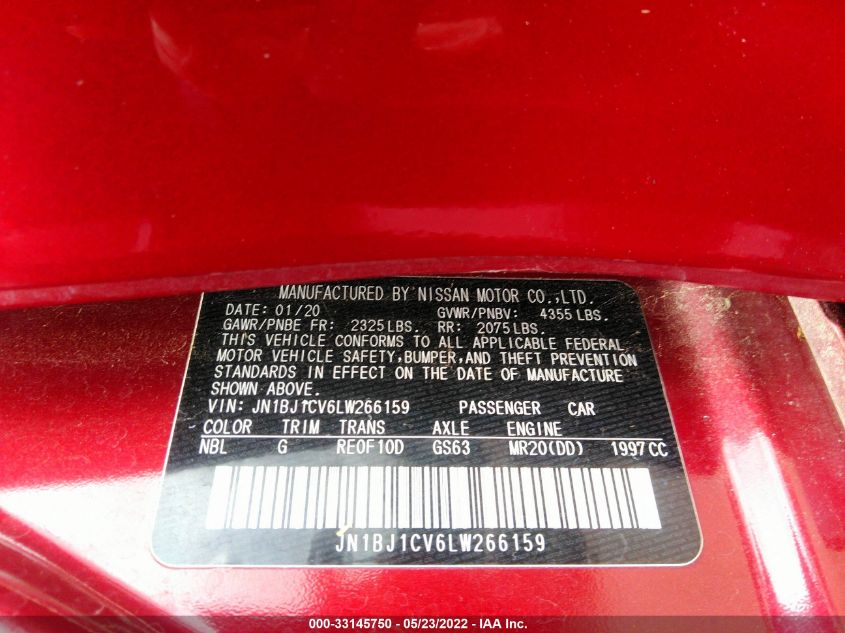 MANUFACTURED BY NISSAN MOTOR CO.,LTD.
DATE: 01/20 GVWR/PNBV: 4355 LBS.
GAWR/PNBE FR: 2325 LBS. RR: 2075 LBS.
THIS VEHICLE CONFORMS TO ALL APPLICABLE FEDERAL
MOTOR VEHICLE SAFETY,BUMPER,AND THEFT PREVENTION
STANDARDS IN EFFECT ON THE DATE OF MANUFACTURE
SHOWN ABOVE.
VIN: JN1BJ1CV6LW266159 PASSENGER CAR
COLOR TRIM TRANS AXLE ENGINE
NBL G RE0F10D GS63 MR20(DD) 1997CC
JN1BJ1CV6LW266159
000-33145750 - 05/23/2022 - IAA Inc.